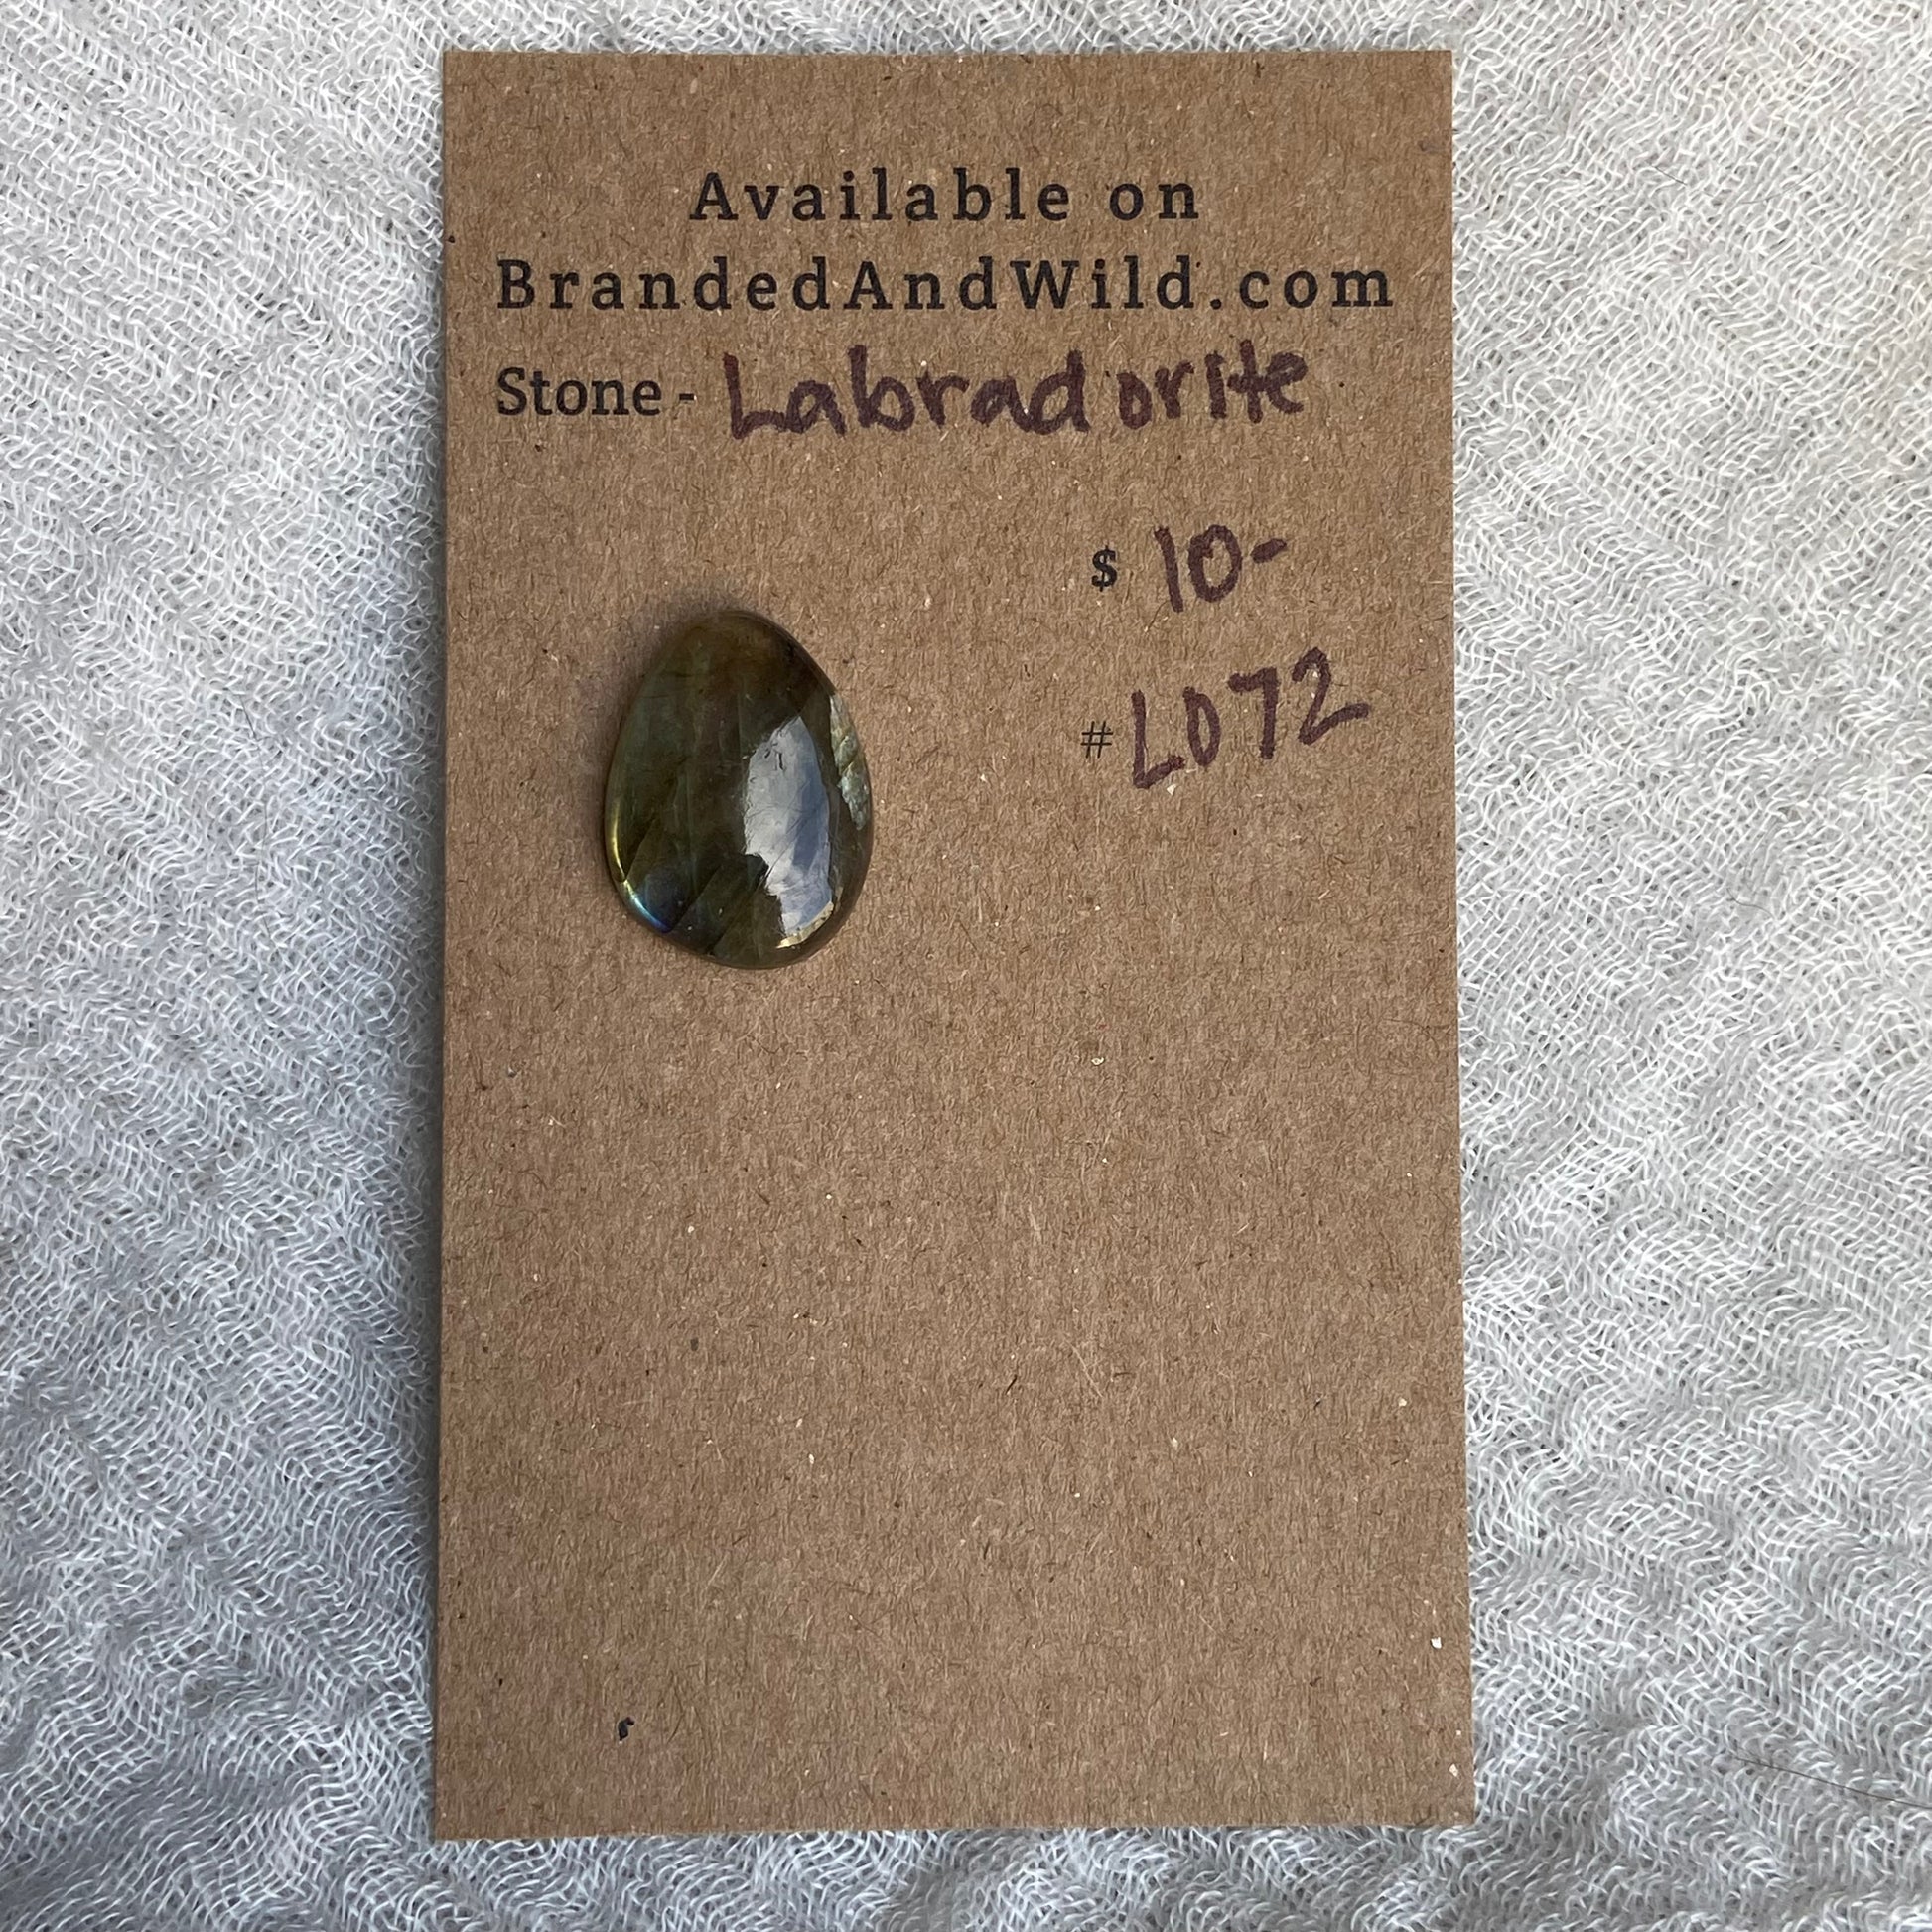 Available on
BrandedAndWild.com
Stone - Labradorite
$ 10-
# L072